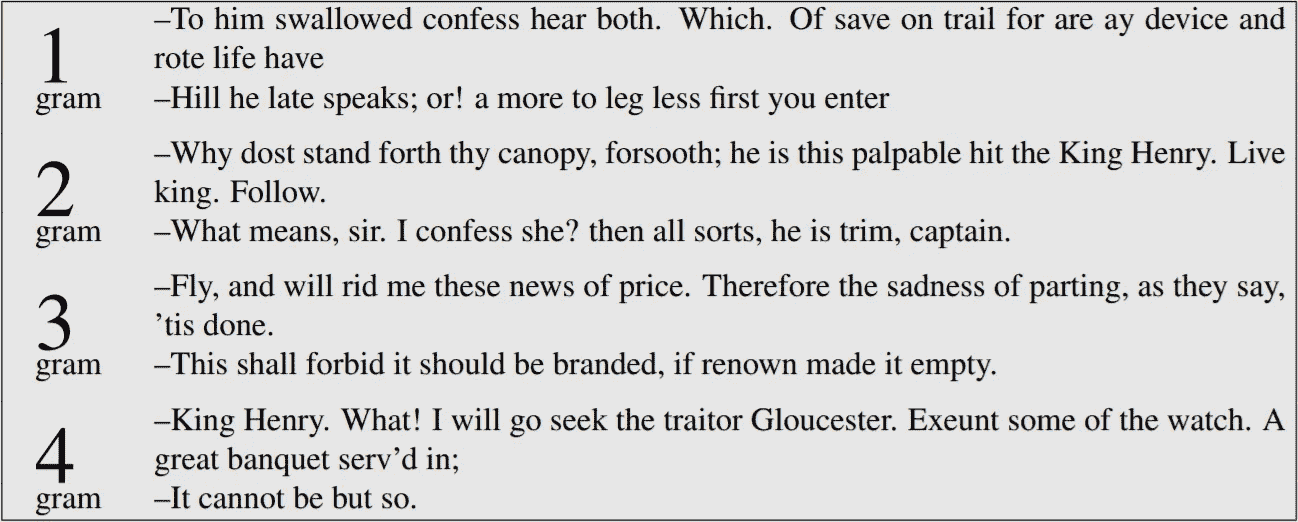 1
gram
–To him swallowed confess hear both. Which. Of save on trail for are ay device and
rote life have
–Hill he late speaks; or! a more to leg less first you enter
2
gram
–Why dost stand forth thy canopy, forsooth; he is this palpable hit the King Henry. Live
king. Follow.
–What means, sir. I confess she? then all sorts, he is trim, captain.
3
gram
–Fly, and will rid me these news of price. Therefore the sadness of parting, as they say,
’tis done.
–This shall forbid it should be branded, if renown made it empty.
4
gram
–King Henry. What! I will go seek the traitor Gloucester. Exeunt some of the watch. A
great banquet serv’d in;
–It cannot be but so.